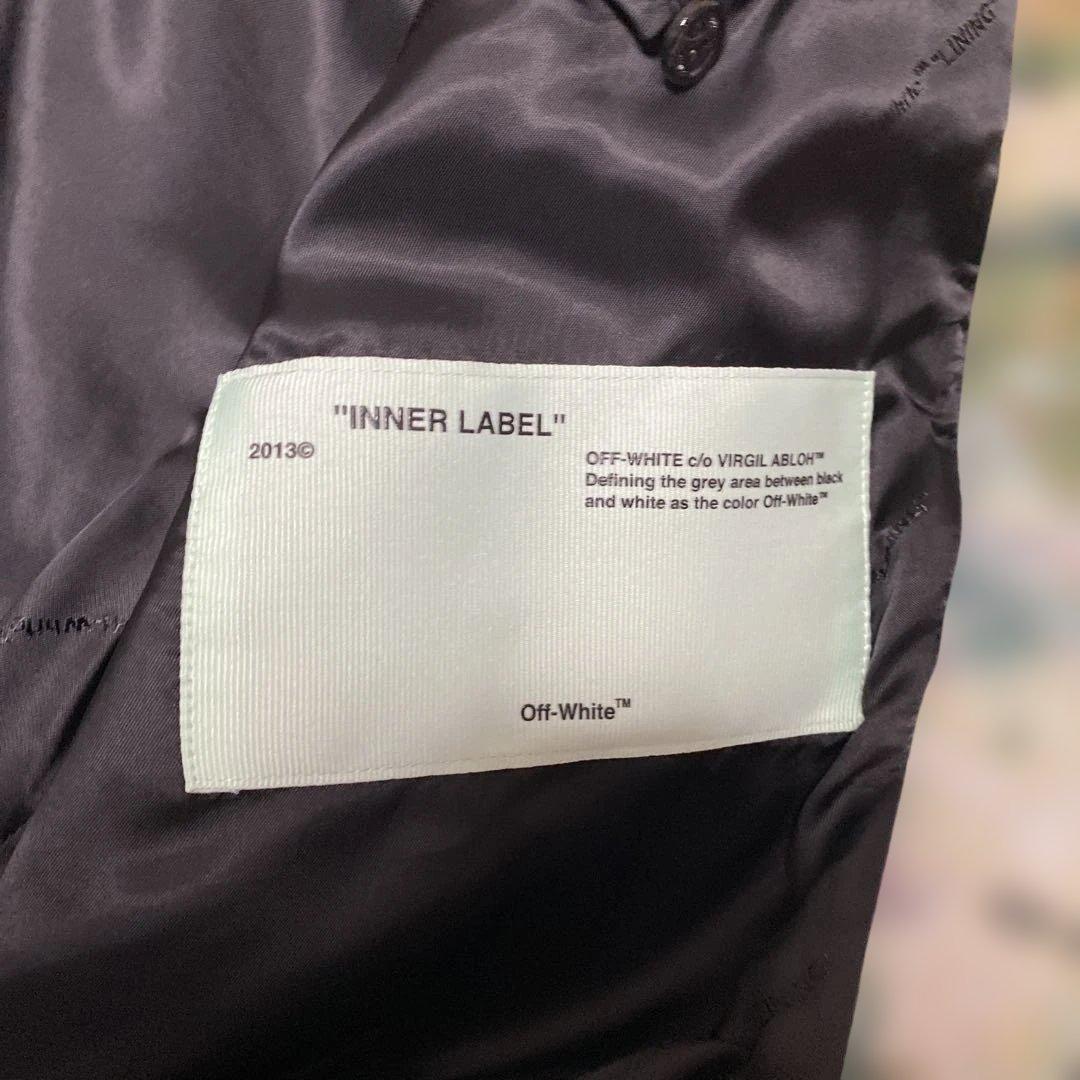 "LINING"
"INNER LABEL"
2013©
OFF-WHITE c/o VIRGIL ABLOH™
Defining the grey area between black
and white as the color Off-White™
Off-White™